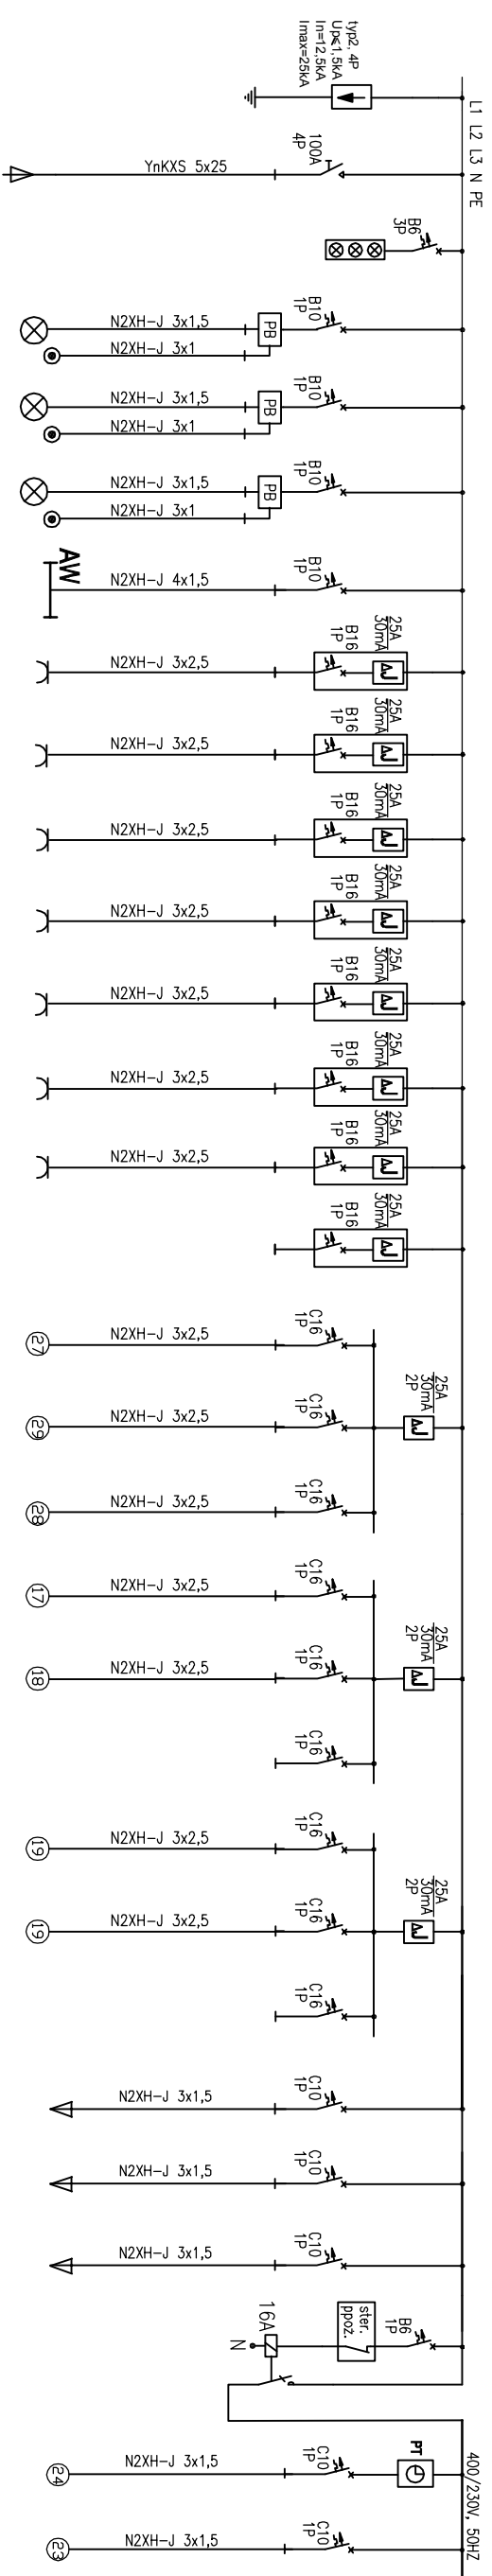 L1 L2 L3 N PE
typ2, 4P
Up≤1,5kA
In=12,5kA
Imax=25kA
100A
4P
YnKXS 5x25
B6
3P
B10
1P
PB
N2XH-J 3x1,5
N2XH-J 3x1
B10
1P
PB
N2XH-J 3x1,5
N2XH-J 3x1
B10
1P
PB
N2XH-J 3x1,5
N2XH-J 3x1
B10
1P
N2XH-J 4x1,5
AW
25A
30mA
B16
1P
N2XH-J 3x2,5
25A
30mA
B16
1P
N2XH-J 3x2,5
25A
30mA
B16
1P
N2XH-J 3x2,5
25A
30mA
B16
1P
N2XH-J 3x2,5
25A
30mA
B16
1P
N2XH-J 3x2,5
25A
30mA
B16
1P
N2XH-J 3x2,5
25A
30mA
B16
1P
N2XH-J 3x2,5
25A
30mA
B16
1P
25A
30mA
2P
C16
1P
N2XH-J 3x2,5
27
C16
1P
N2XH-J 3x2,5
29
C16
1P
N2XH-J 3x2,5
28
25A
30mA
2P
C16
1P
N2XH-J 3x2,5
17
C16
1P
N2XH-J 3x2,5
18
C16
1P
25A
30mA
2P
C16
1P
N2XH-J 3x2,5
19
C16
1P
N2XH-J 3x2,5
19
C16
1P
C10
1P
N2XH-J 3x1,5
C10
1P
N2XH-J 3x1,5
C10
1P
N2XH-J 3x1,5
B6
1P
ster.
ppoż.
16A
N
400/230V, 50HZ
PT
C10
1P
N2XH-J 3x1,5
24
C10
1P
N2XH-J 3x1,5
23